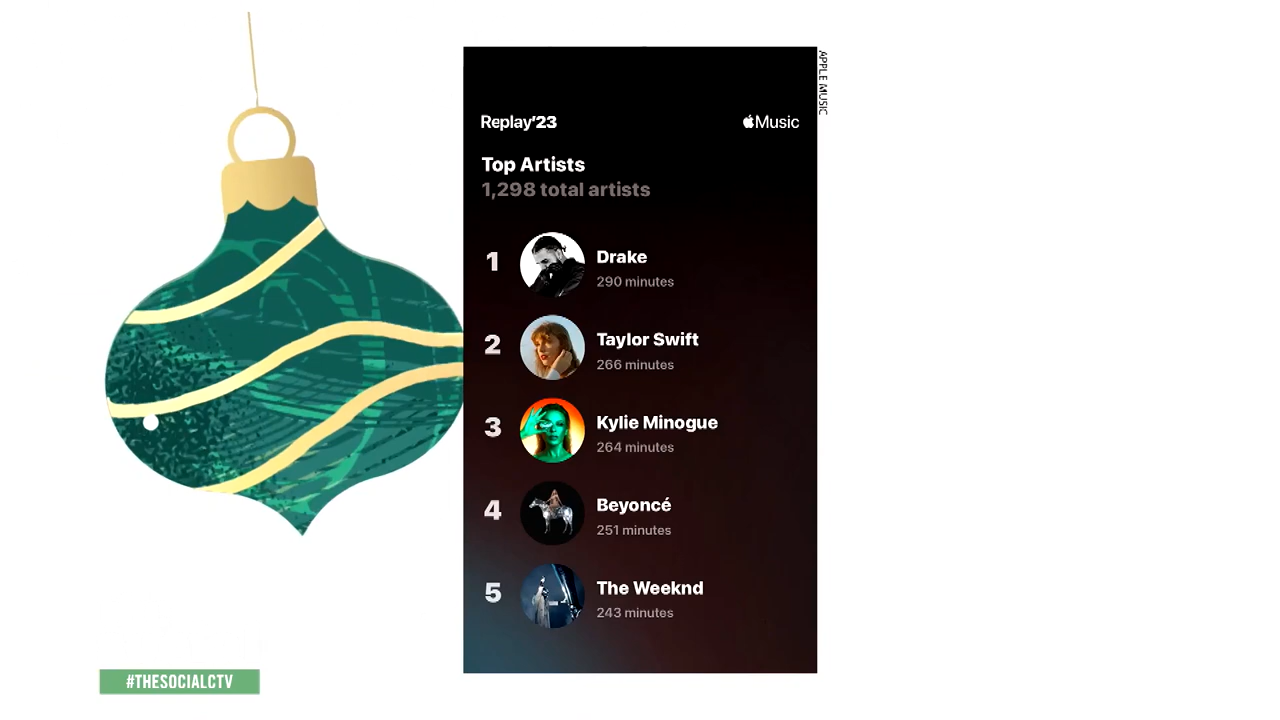 APPLE MUSIC
Replay'23
Music
Top Artists
1,298 total artists
1
Drake
290 minutes
2
Taylor Swift
266 minutes
3
Kylie Minogue
264 minutes
4
Beyoncé
251 minutes
5
The Weeknd
243 minutes
#THESOCIALCTV